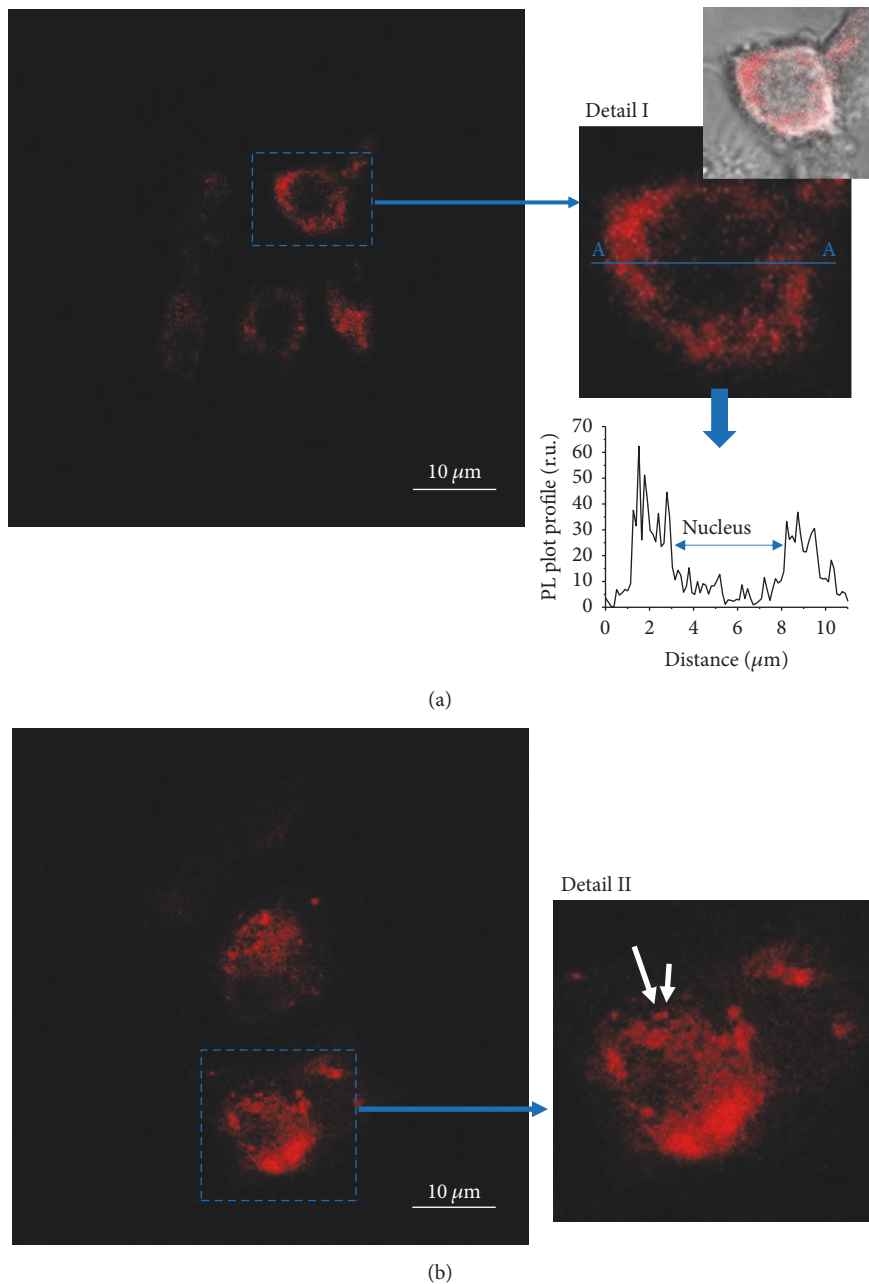 Detail I
A A
10 μm
70
60
50
40
30
20
10
0
PL plot profile (r.u.)
Nucleus
0 2 4 6 8 10
Distance (μm)
(a)
Detail II
10 μm
(b)